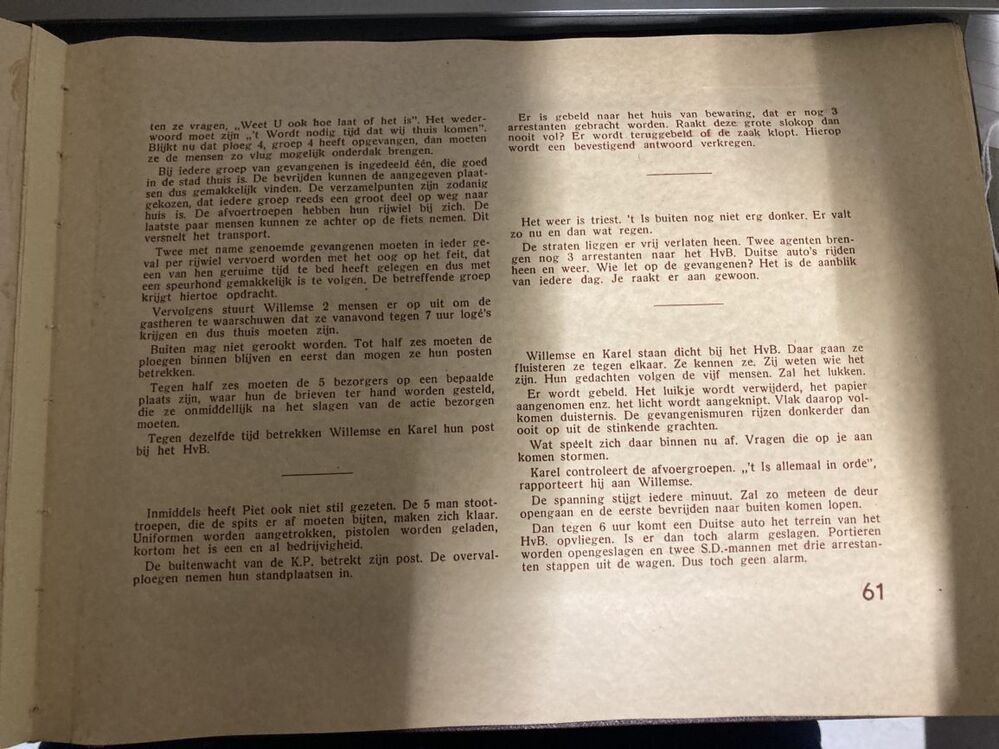 ten ze vragen, „Weet U ook hoe laat of het is". Het weder-
woord moet zijn „'t Wordt nodig tijd dat wij thuis komen".
Blijkt nu dat ploeg 4, groep 4 heeft opgevangen, dan moeten
ze de mensen zo vlug mogelijk onderdak brengen.
Bij iedere groep van gevangenen is ingedeeld één, die goed
in de stad thuis is. De bevrijden kunnen de aangegeven plaat-
sen dus gemakkelijk vinden. De verzamelpunten zijn zodanig
gekozen, dat iedere groep reeds een groot deel op weg naar
huis is. De afvoertroepen hebben hun rijwiel bij zich. De
laatste paar mensen kunnen ze achter op de fiets nemen. Dit
versnelt het transport.
Twee met name genoemde gevangenen moeten in ieder ge-
val per rijwiel vervoerd worden met het oog op het feit, dat
een van hen geruime tijd te bed heeft gelegen en dus met
een speurhond gemakkelijk is te volgen. De betreffende groep
krijgt hiertoe opdracht.
Vervolgens stuurt Willemse 2 mensen er op uit om de
gastheren te waarschuwen dat ze vanavond tegen 7 uur logé's
krijgen en dus thuis moeten zijn.
Buiten mag niet gerookt worden. Tot half zes moeten de
ploegen binnen blijven en eerst dan mogen ze hun posten
betrekken.
Tegen half zes moeten de 5 bezorgers op een bepaalde
plaats zijn, waar hun de brieven ter hand worden gesteld,
die ze onmiddellijk na het slagen van de actie bezorgen
moeten.
Tegen dezelfde tijd betrekken Willemse en Karel hun post
bij het HvB.
Inmiddels heeft Piet ook niet stil gezeten. De 5 man stoot-
troepen, die de spits er af moeten bijten, maken zich klaar.
Uniformen worden aangetrokken, pistolen worden geladen,
kortom het is een en al bedrijvigheid.
De buitenwacht van de K.P. betrekt zijn post. De overval-
ploegen nemen hun standplaatsen in.
Er is gebeld naar het huis van bewaring, dat er nog 3
arrestanten gebracht worden. Raakt deze grote slokop dan
nooit vol? Er wordt teruggebeld of de zaak klopt. Hierop
wordt een bevestigend antwoord verkregen.
Het weer is triest. 't Is buiten nog niet erg donker. Er valt
zo nu en dan wat regen.
De straten liggen er vrij verlaten heen. Twee agenten bren-
gen nog 3 arrestanten naar het HvB. Duitse auto's rijden
heen en weer. Wie let op de gevangenen? Het is de aanblik
van iedere dag. Je raakt er aan gewoon.
Willemse en Karel staan dicht bij het HvB. Daar gaan ze
fluisteren ze tegen elkaar. Ze kennen ze. Zij weten wie het
zijn. Hun gedachten volgen de vijf mensen. Zal het lukken.
Er wordt gebeld. Het luikje wordt verwijderd, het papier
aangenomen enz. het licht wordt aangeknipt. Vlak daarop vol-
komen duisternis. De gevangenismuren rijzen donkerder dan
ooit op uit de stinkende grachten.
Wat speelt zich daar binnen nu af. Vragen die op je aan
komen stormen.
Karel controleert de afvoergroepen. „'t Is allemaal in orde",
rapporteert hij aan Willemse.
De spanning stijgt iedere minuut. Zal zo meteen de deur
opengaan en de eerste bevrijden naar buiten komen lopen.
Dan tegen 6 uur komt een Duitse auto het terrein van het
HvB. opvliegen. Is er dan toch alarm geslagen. Portieren
worden opengeslagen en twee S.D.-mannen met drie arrestan-
ten stappen uit de wagen. Dus toch geen alarm.
61